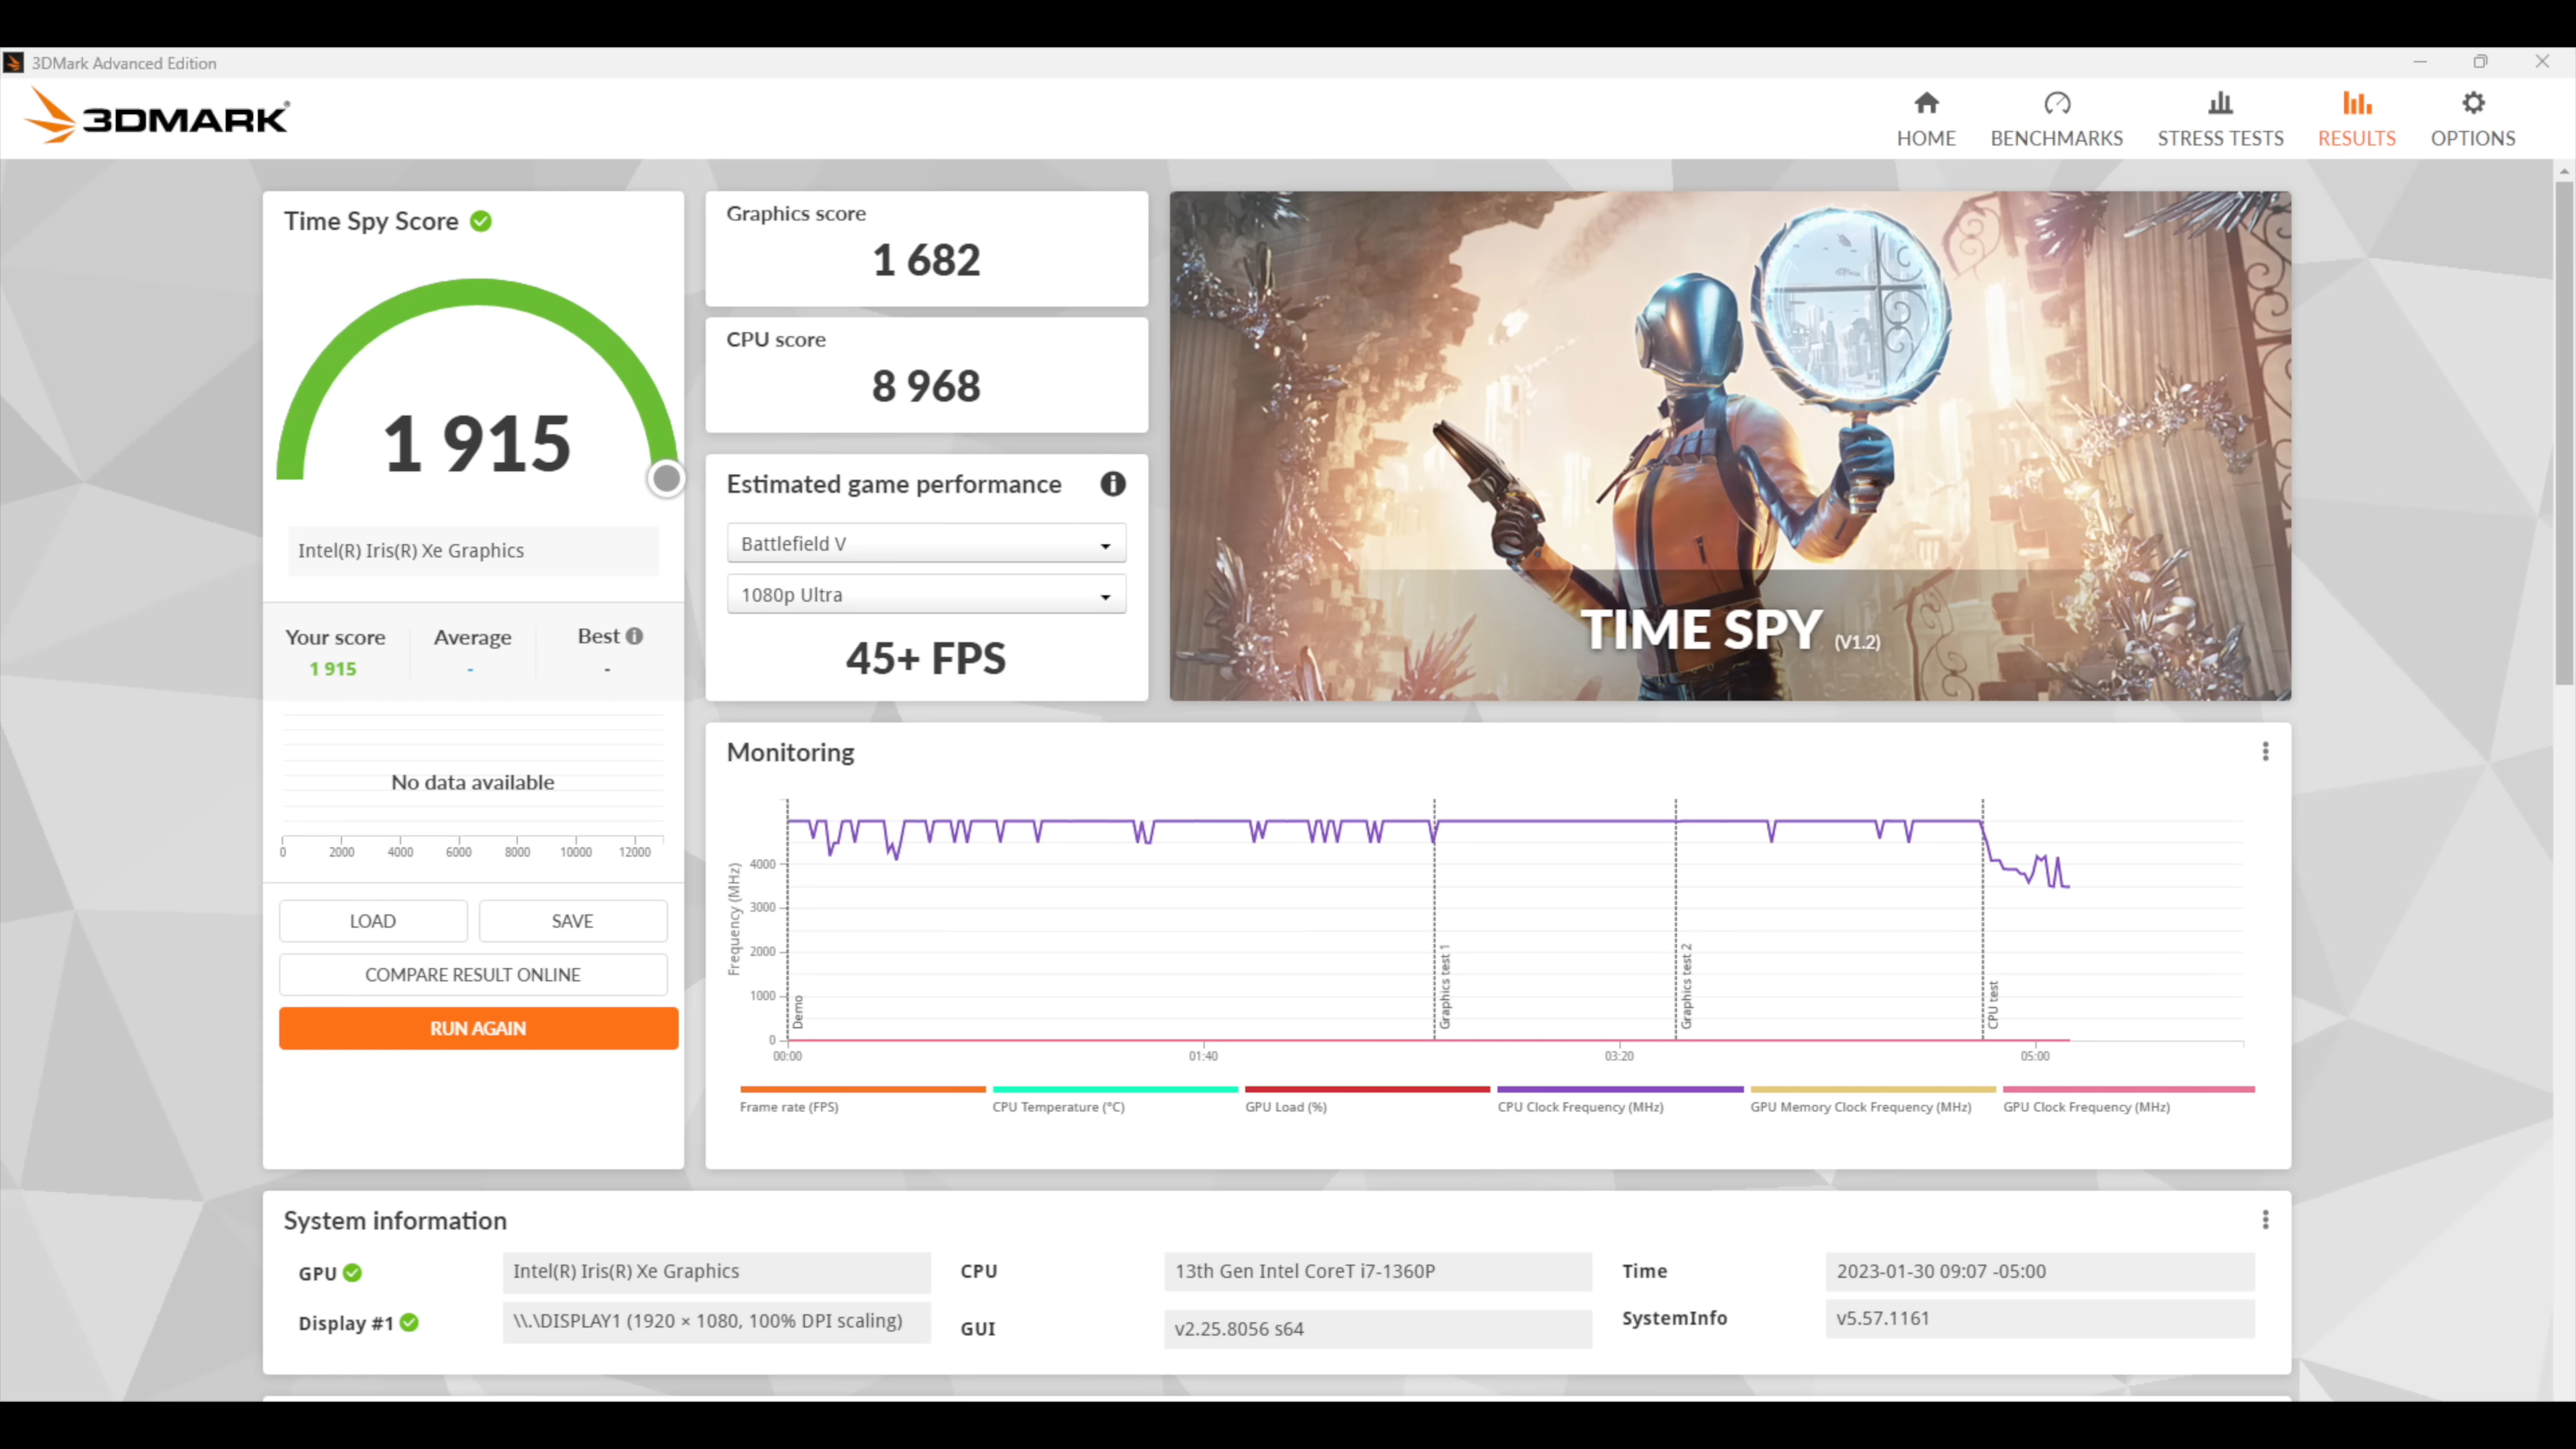 3DMark Advanced Edition
3DMARK®
HOME
BENCHMARKS
STRESS TESTS
RESULTS
OPTIONS
Time Spy Score
1 915
Intel(R) Iris(R) Xe Graphics
Your score
Average
Best
1 915
-
-
No data available
0 2000 4000 6000 8000 10000 12000
LOAD
SAVE
COMPARE RESULT ONLINE
RUN AGAIN
Graphics score
1 682
CPU score
8 968
Estimated game performance
Battlefield V
1080p Ultra
45+ FPS
TIME SPY (V1.2)
Monitoring
Frequency (MHz)
4000
3000
2000
1000
0
Demo
Graphics test 1
Graphics test 2
CPU test
00:00 01:40 03:20 05:00
Frame rate (FPS)
CPU Temperature (°C)
GPU Load (%)
CPU Clock Frequency (MHz)
GPU Memory Clock Frequency (MHz)
GPU Clock Frequency (MHz)
System information
GPU
Intel(R) Iris(R) Xe Graphics
CPU
13th Gen Intel CoreT i7-1360P
Time
2023-01-30 09:07 -05:00
Display #1
\\.\DISPLAY1 (1920 × 1080, 100% DPI scaling)
GUI
v2.25.8056 s64
SystemInfo
v5.57.1161